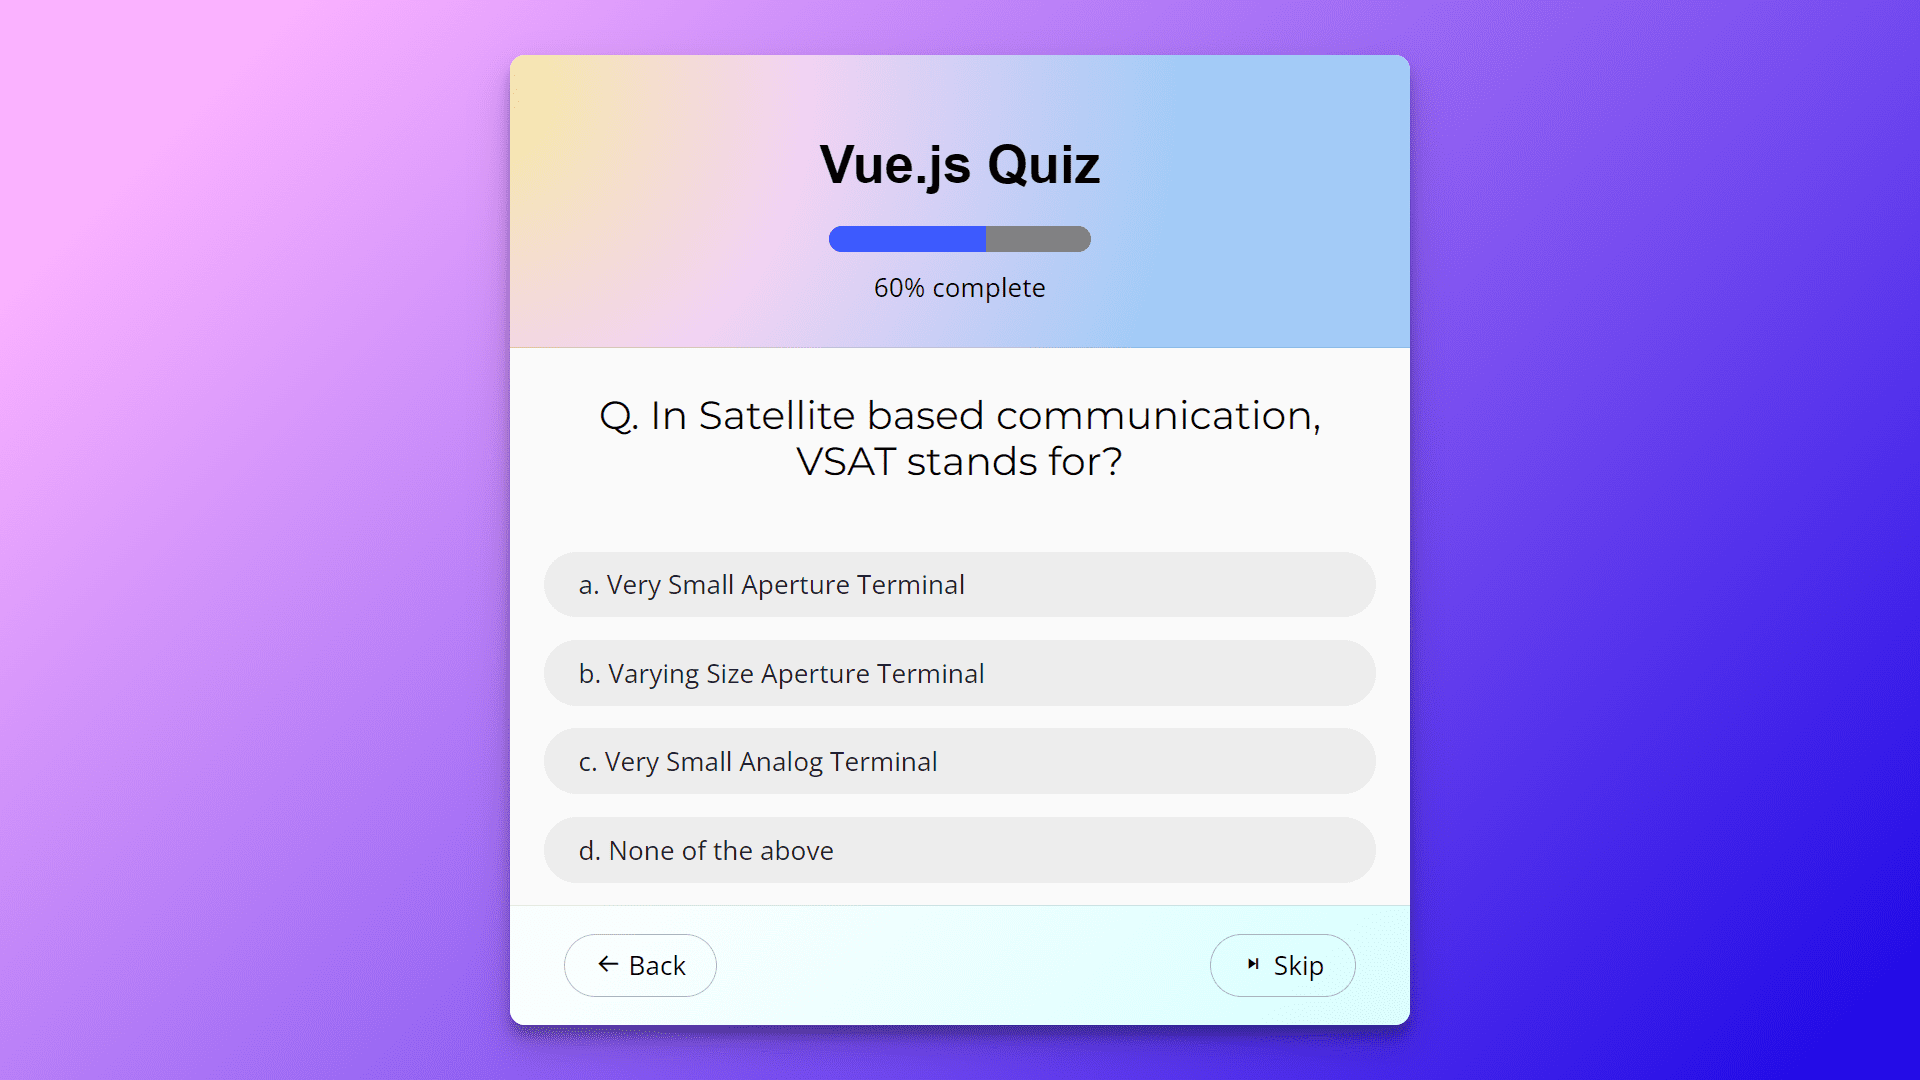 Vue.js Quiz
60% complete
Q. In Satellite based communication,
VSAT stands for?
a. Very Small Aperture Terminal
b. Varying Size Aperture Terminal
c. Very Small Analog Terminal
d. None of the above
Back
Skip